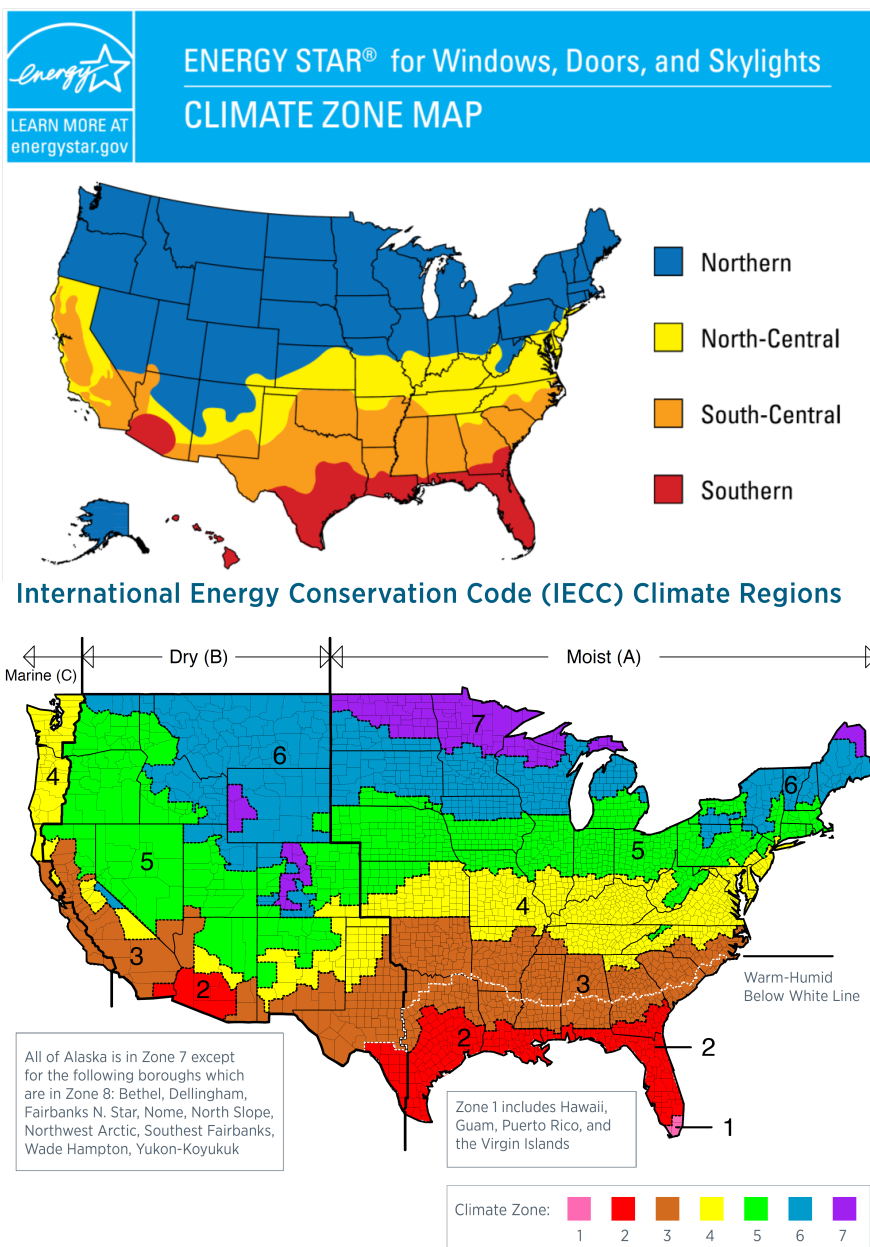 energy
LEARN MORE AT
energystar.gov
ENERGY STAR® for Windows, Doors, and Skylights
CLIMATE ZONE MAP
Northern
North-Central
South-Central
Southern
International Energy Conservation Code (IECC) Climate Regions
Marine (C)
Dry (B)
Moist (A)
7
6
6
4
5
5
4
3
3
2
2
Warm-Humid
Below White Line
2
1
All of Alaska is in Zone 7 except
for the following boroughs which
are in Zone 8: Bethel, Dellingham,
Fairbanks N. Star, Nome, North Slope,
Northwest Arctic, Southest Fairbanks,
Wade Hampton, Yukon-Koyukuk
Zone 1 includes Hawaii,
Guam, Puerto Rico, and
the Virgin Islands
Climate Zone:
1 2 3 4 5 6 7